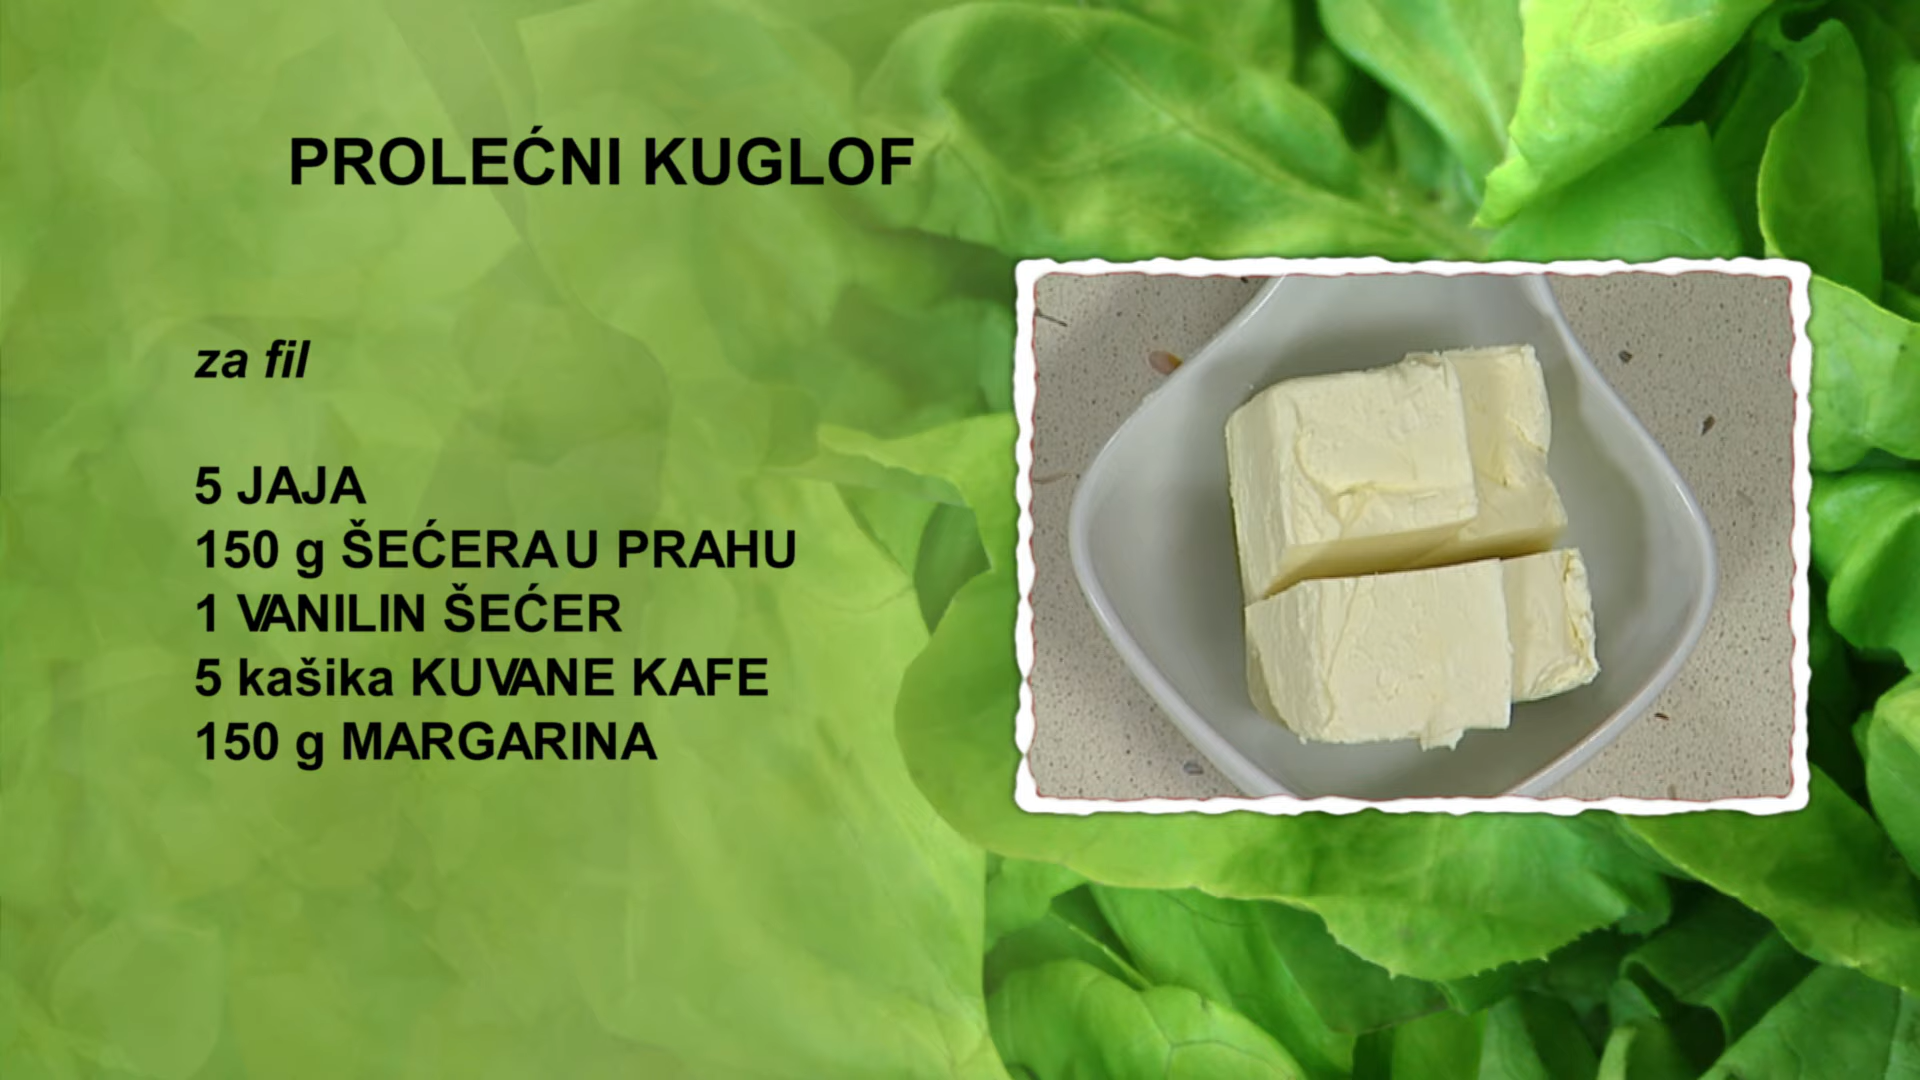 PROLEĆNI KUGLOF
za fil
5 JAJA
150 g ŠEĆERA U PRAHU
1 VANILIN ŠEĆER
5 kašika KUVANE KAFE
150 g MARGARINA